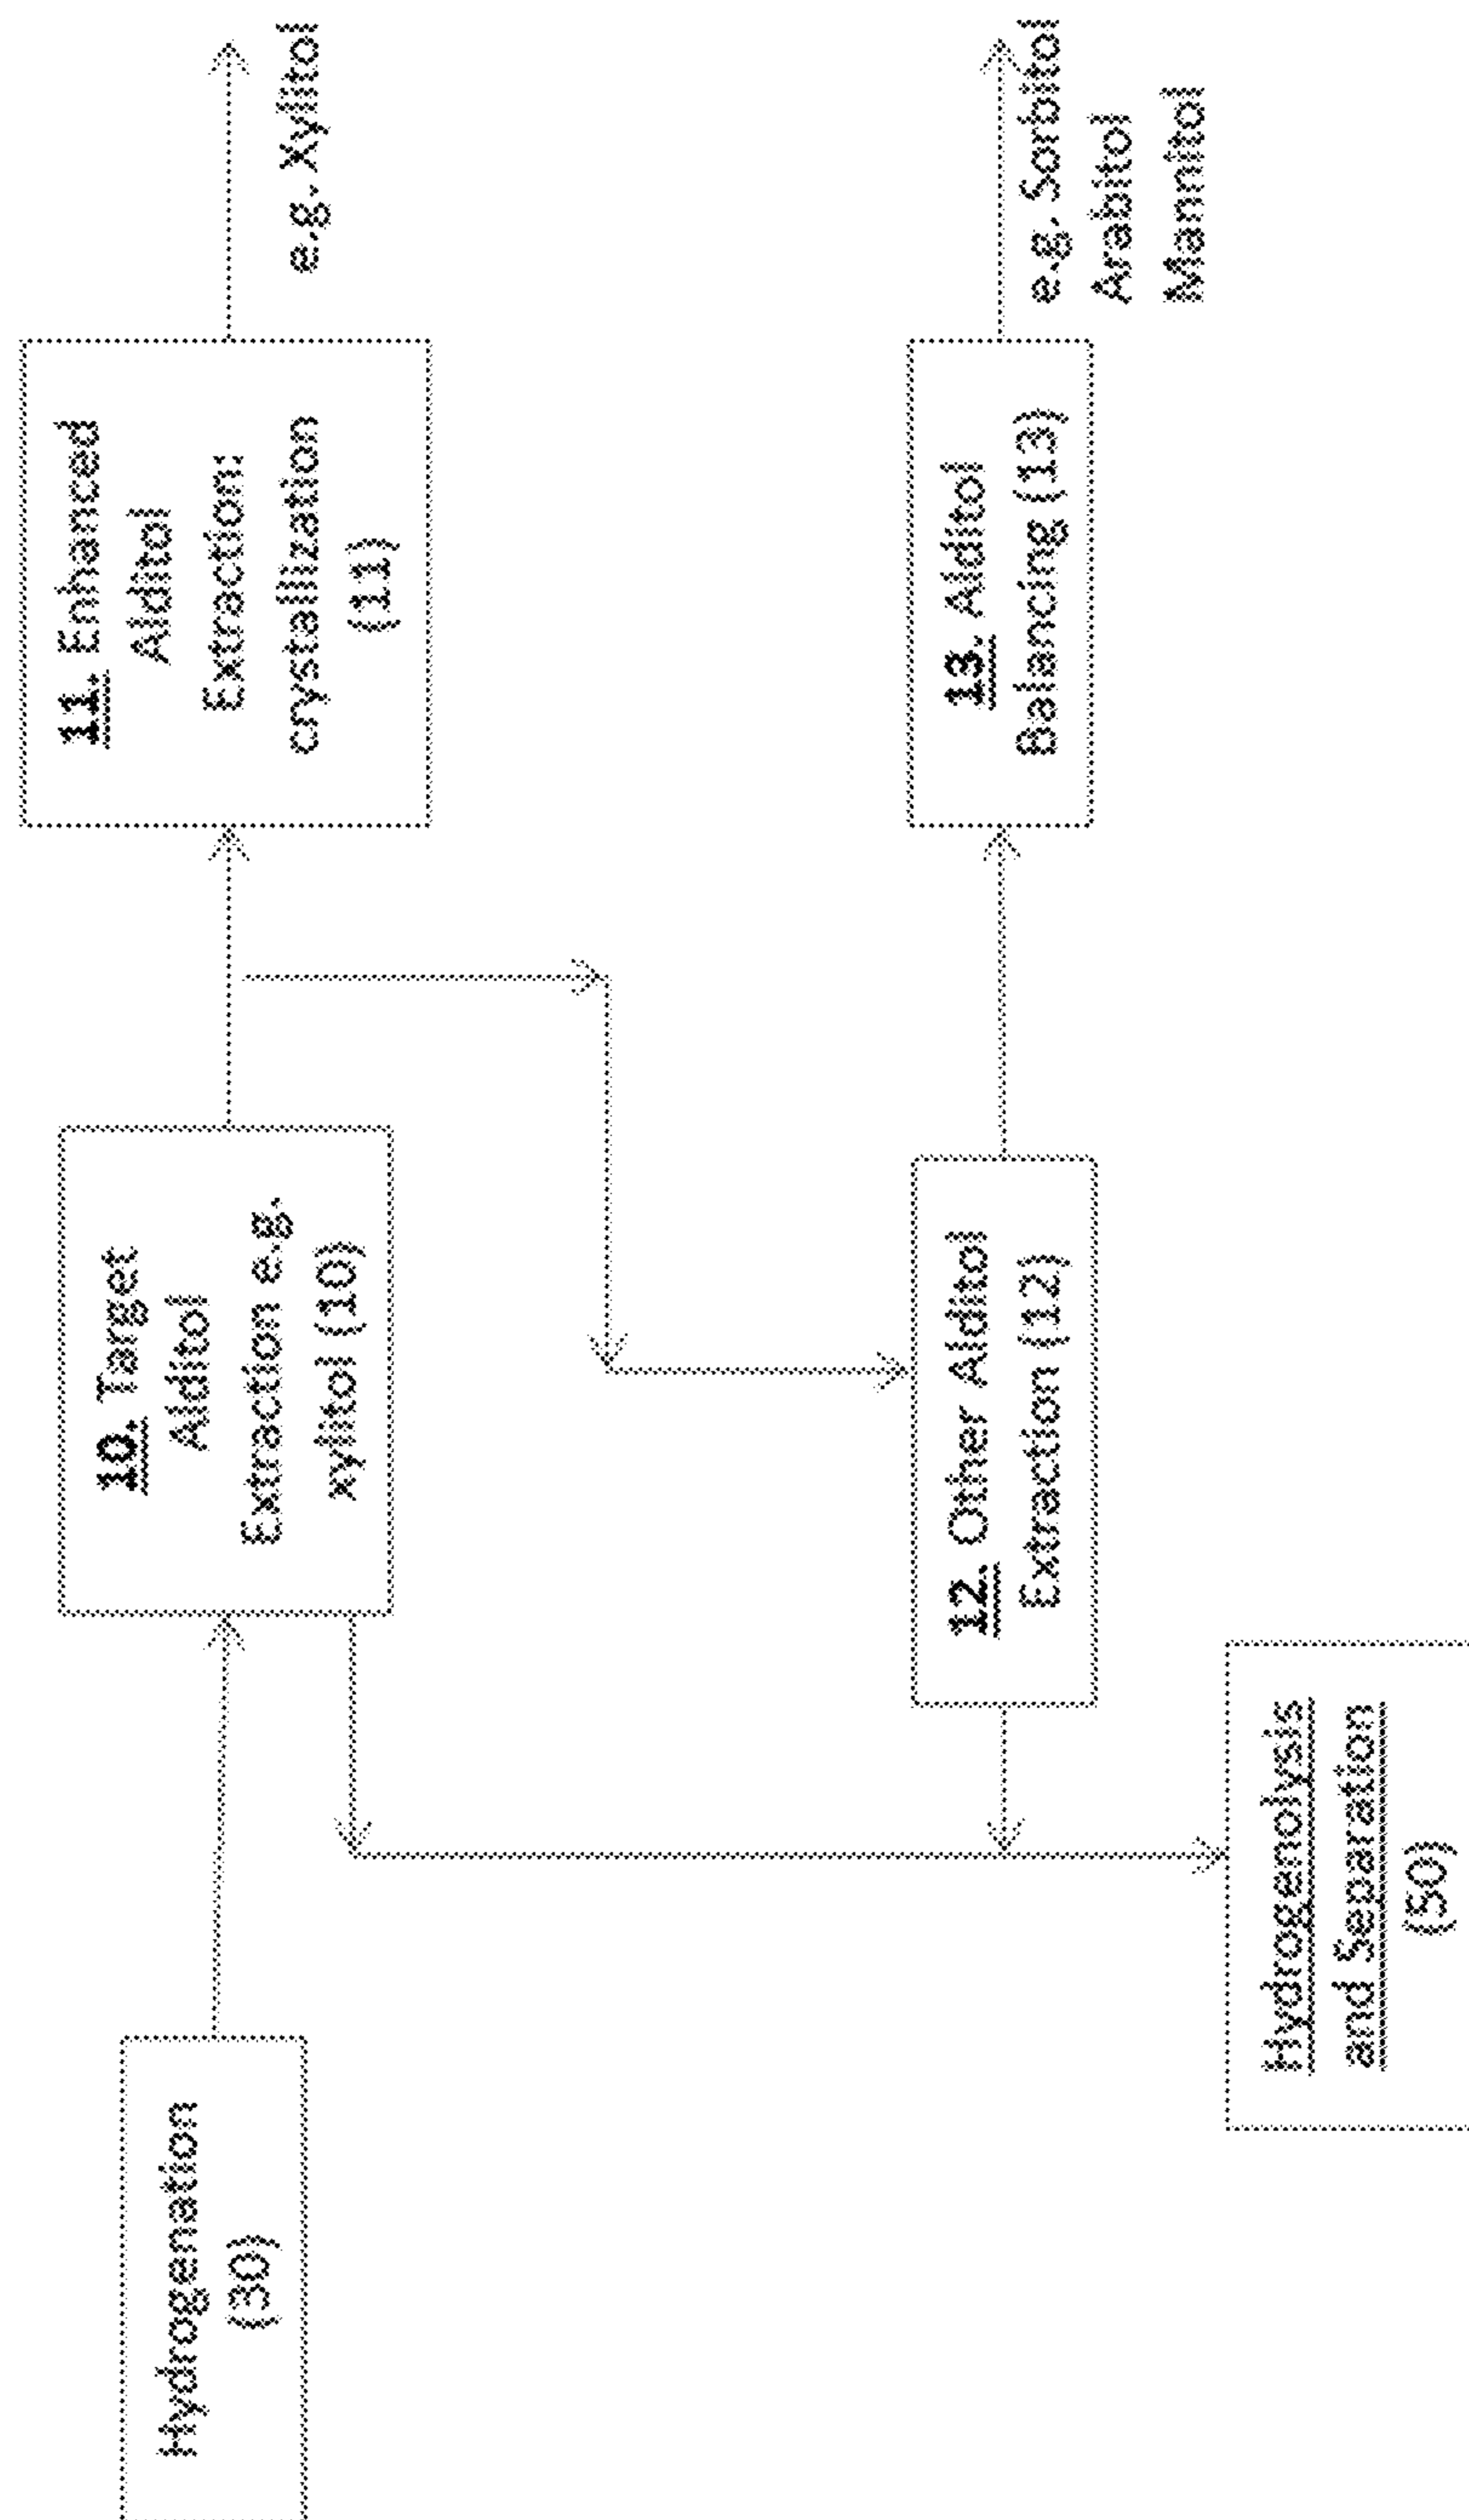 Hydrogenation
(30)
10. Target
Alditol
Extraction e.g.
xylitol (10)
11. Enhanced
Alditol
Extraction:
crystallization
(11)
e.g. Xylitol
12. Other Alditol
Extraction (12)
13. Alditol
Balancing (13)
e.g. Sorbitol
Arabitol
Mannitol
Hydrogenolysis
and Separation
(50)